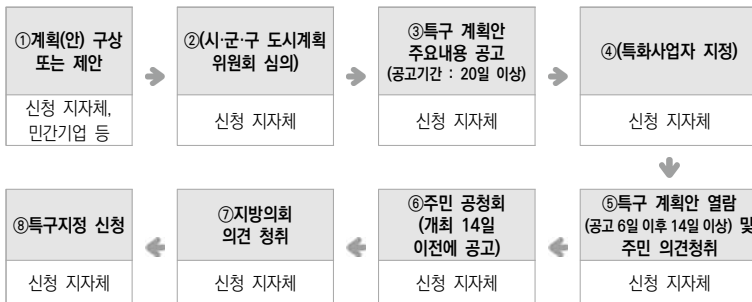 ①계획(안) 구상
또는 제안
신청 지자체,
민간기업 등
②(시·군·구 도시계획
위원회 심의)
신청 지자체
③특구 계획안
주요내용 공고
(공고기간 : 20일 이상)
신청 지자체
④(특화사업자 지정)
신청 지자체
⑤특구 계획안 열람
(공고 6일 이후 14일 이상) 및
주민 의견청취
신청 지자체
⑥주민 공청회
(개최 14일
이전에 공고)
신청 지자체
⑦지방의회
의견 청취
신청 지자체
⑧특구지정 신청
신청 지자체